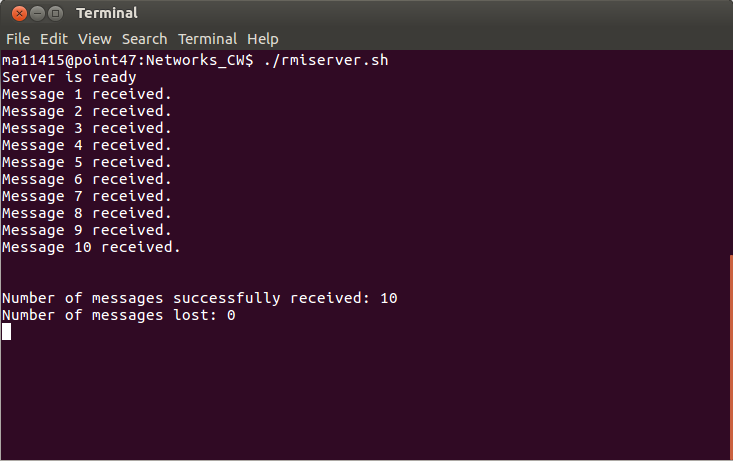 Terminal
File Edit View Search Terminal Help
ma11415@point47:Networks_CW$ ./rmiserver.sh
Server is ready
Message 1 received.
Message 2 received.
Message 3 received.
Message 4 received.
Message 5 received.
Message 6 received.
Message 7 received.
Message 8 received.
Message 9 received.
Message 10 received.
Number of messages successfully received: 10
Number of messages lost: 0